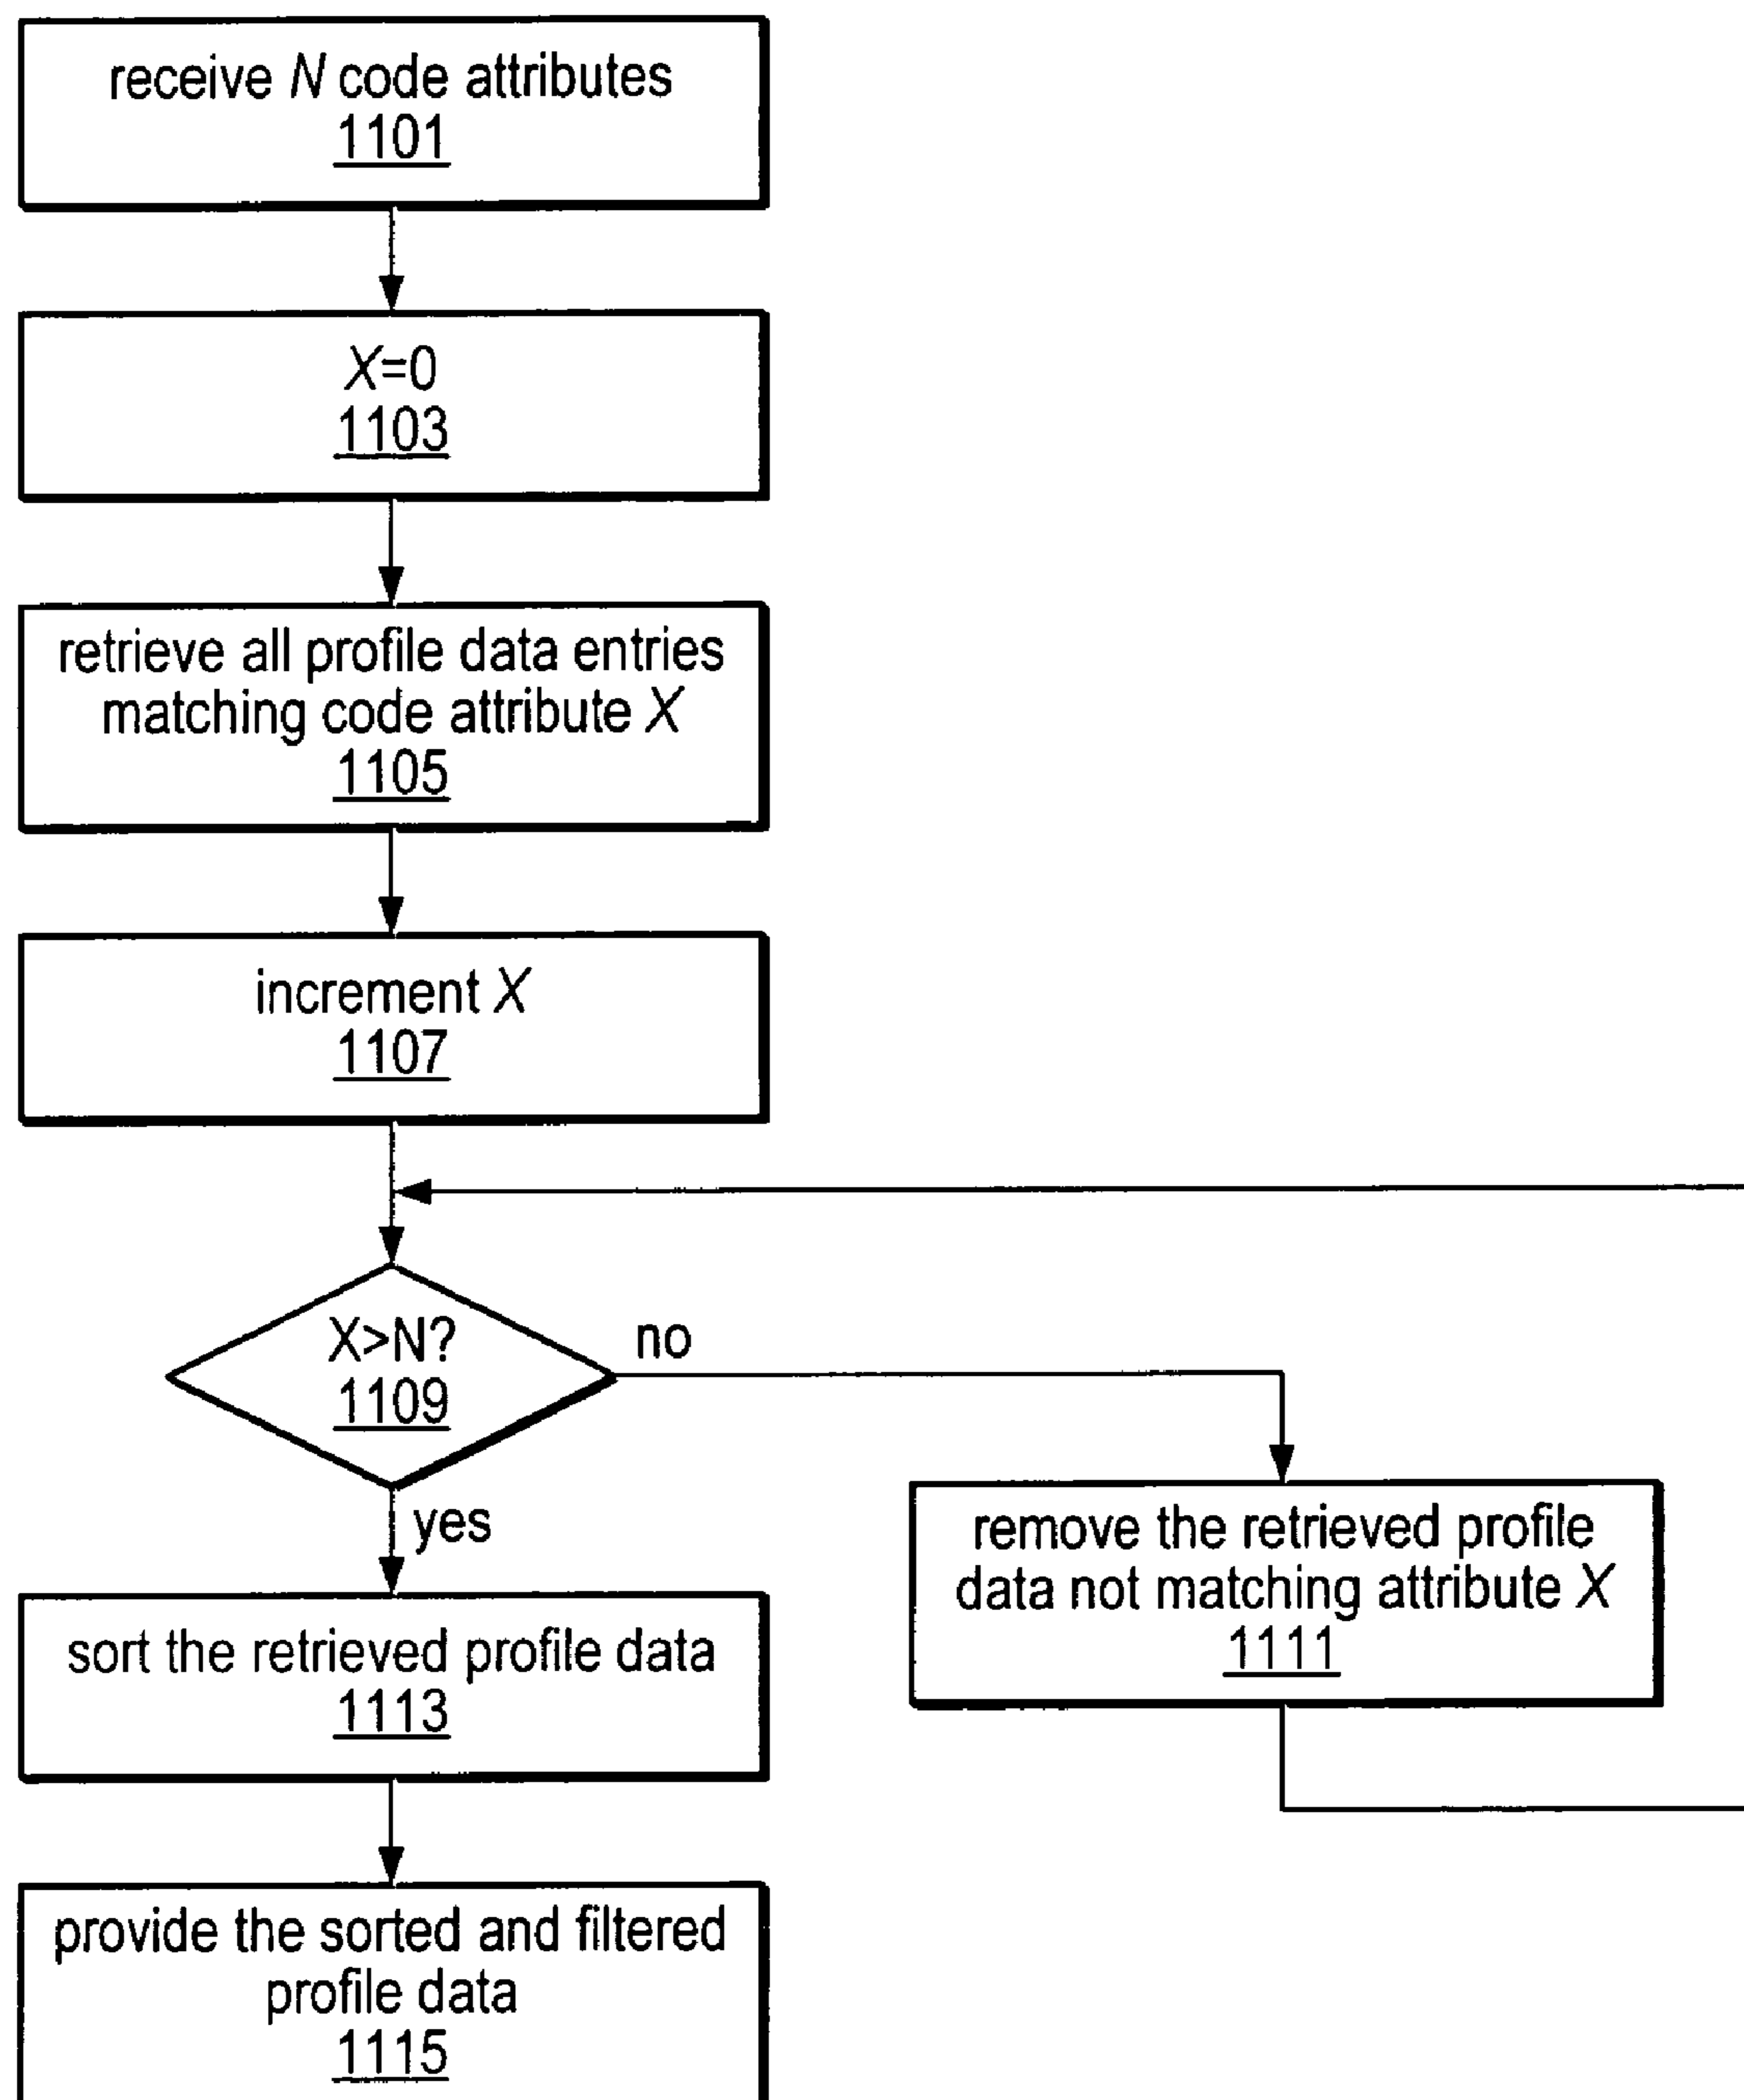 receive N code attributes
1101
X=0
1103
retrieve all profile data entries
matching code attribute X
1105
increment X
1107
X>N?
1109
no
yes
remove the retrieved profile
data not matching attribute X
1111
sort the retrieved profile data
1113
provide the sorted and filtered
profile data
1115